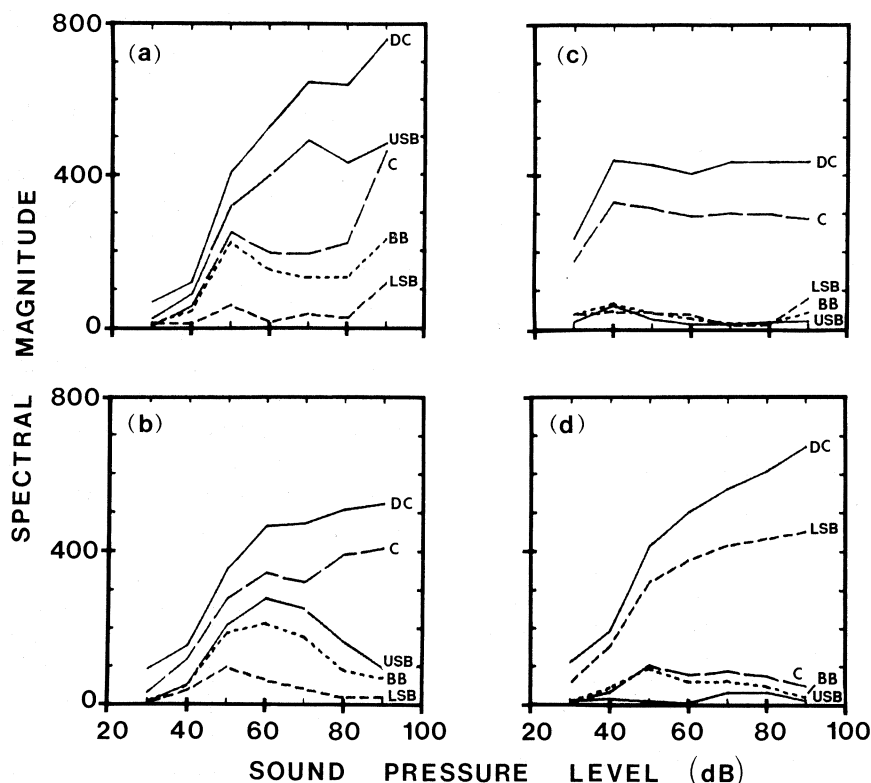 800
(a)
DC
USB
C
400
BB
LSB
0
(c)
DC
C
LSB
BB
USB
SPECTRAL MAGNITUDE
800
(b)
DC
400
C
USB
BB
LSB
0
20 40 60 80 100
(d)
DC
LSB
C
BB
USB
20 40 60 80 100
SOUND PRESSURE LEVEL (dB)